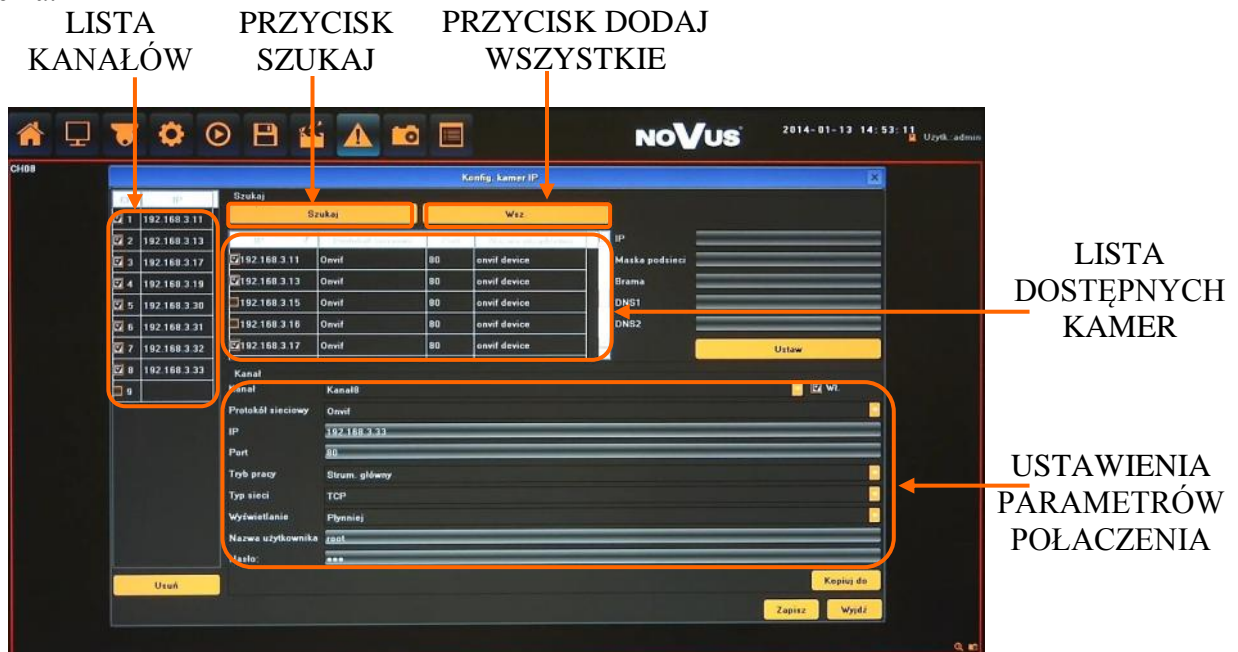 LISTA
KANAŁÓW
PRZYCISK
SZUKAJ
PRZYCISK DODAJ
WSZYSTKIE
NOVUS
2014-01-13 14:53:11
Użytk.:admin
CH08
Konfig. kamer IP
IP
1 192.168.3.11
2 192.168.3.13
3 192.168.3.17
4 192.168.3.19
5 192.168.3.30
6 192.168.3.31
7 192.168.3.32
8 192.168.3.33
9
Usuń
Szukaj
Szukaj
Wsz
192.168.3.11 Onvif 80 onvif device
192.168.3.13 Onvif 80 onvif device
192.168.3.15 Onvif 80 onvif device
192.168.3.16 Onvif 80 onvif device
192.168.3.17 Onvif 80 onvif device
IP
Maska podsieci
Brama
DNS1
DNS2
Ustaw
Kanał
Kanał Kanał8 Wł.
Protokół sieciowy Onvif
IP 192.168.3.33
Port 80
Tryb pracy Strum. główny
Typ sieci TCP
Wyświetlanie Płynniej
Nazwa użytkownika root
Hasło: ***
Kopiuj do
Zapisz Wyjdź
LISTA
DOSTĘPNYCH
KAMER
USTAWIENIA
PARAMETRÓW
POŁACZENIA